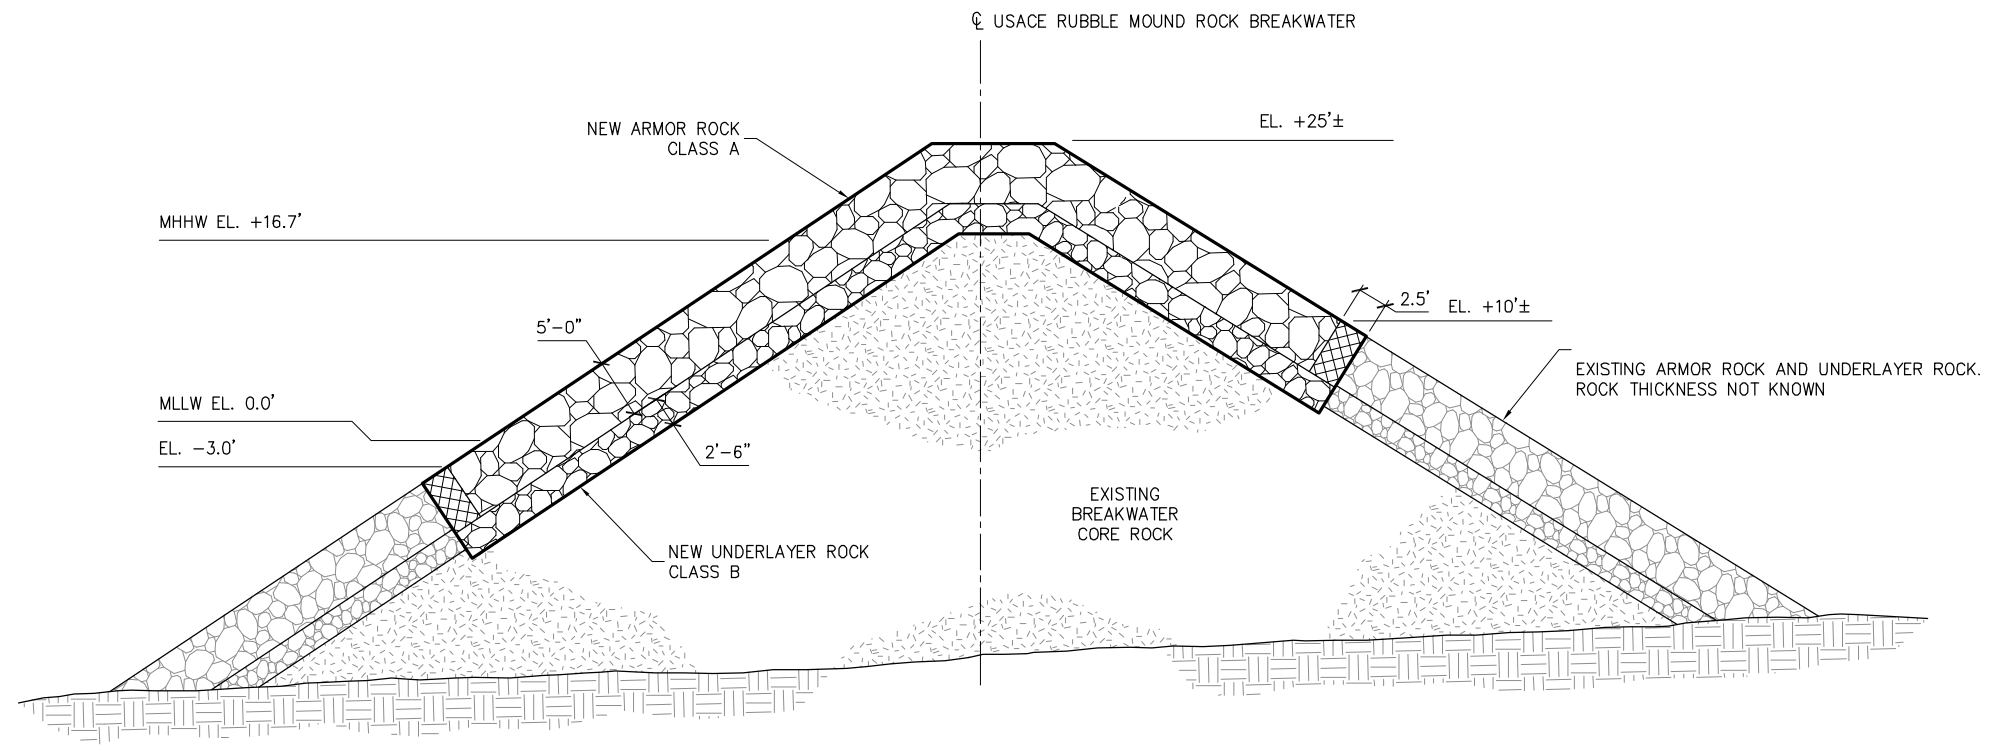 ℄ USACE RUBBLE MOUND ROCK BREAKWATER
NEW ARMOR ROCK
CLASS A
EL. +25'±
MHHW EL. +16.7'
2.5'
EL. +10'±
5'-0"
EXISTING ARMOR ROCK AND UNDERLAYER ROCK.
ROCK THICKNESS NOT KNOWN
MLLW EL. 0.0'
EL. -3.0'
2'-6"
EXISTING
BREAKWATER
CORE ROCK
NEW UNDERLAYER ROCK
CLASS B